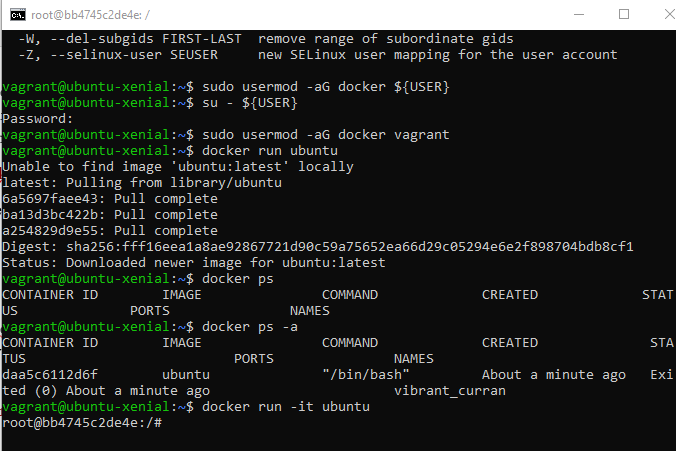 root@bb4745c2de4e: /
-W, --del-subgids FIRST-LAST  remove range of subordinate gids
-Z, --selinux-user SEUSER     new SELinux user mapping for the user account
vagrant@ubuntu-xenial:~$ sudo usermod -aG docker ${USER}
vagrant@ubuntu-xenial:~$ su - ${USER}
Password:
vagrant@ubuntu-xenial:~$ sudo usermod -aG docker vagrant
vagrant@ubuntu-xenial:~$ docker run ubuntu
Unable to find image 'ubuntu:latest' locally
latest: Pulling from library/ubuntu
6a5697faee43: Pull complete
ba13d3bc422b: Pull complete
a254829d9e55: Pull complete
Digest: sha256:fff16eea1a8ae92867721d90c59a75652ea66d29c05294e6e2f898704bdb8cf1
Status: Downloaded newer image for ubuntu:latest
vagrant@ubuntu-xenial:~$ docker ps
CONTAINER ID        IMAGE               COMMAND             CREATED             STAT
US              PORTS               NAMES
vagrant@ubuntu-xenial:~$ docker ps -a
CONTAINER ID        IMAGE               COMMAND             CREATED              STA
TUS                          PORTS               NAMES
daa5c6112d6f        ubuntu              "/bin/bash"         About a minute ago   Exi
ted (0) About a minute ago                       vibrant_curran
vagrant@ubuntu-xenial:~$ docker run -it ubuntu
root@bb4745c2de4e:/#